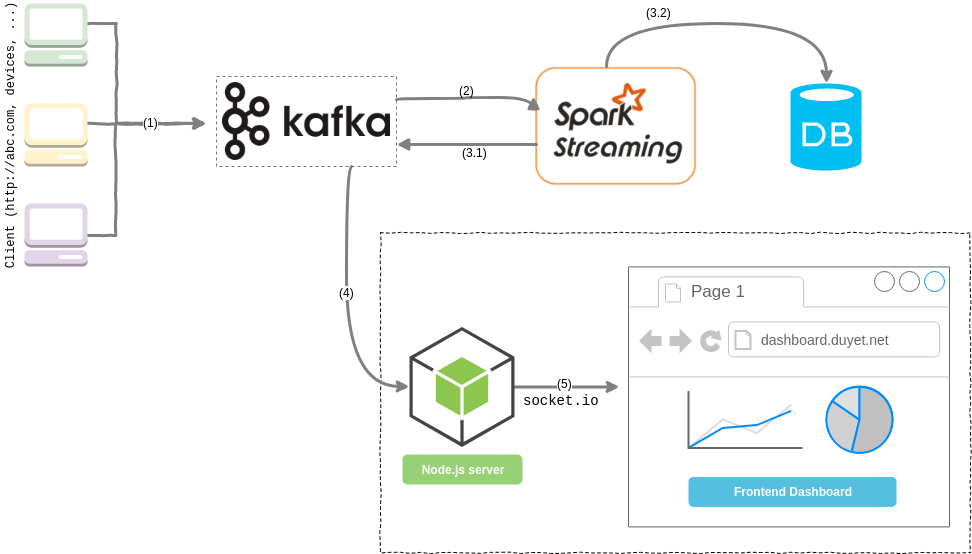 Client (http://abc.com, devices, ...)
(1)
kafka
(2)
(3.1)
Spark
Streaming
(3.2)
DB
(4)
Node.js server
(5)
socket.io
Page 1
dashboard.duyet.net
Frontend Dashboard